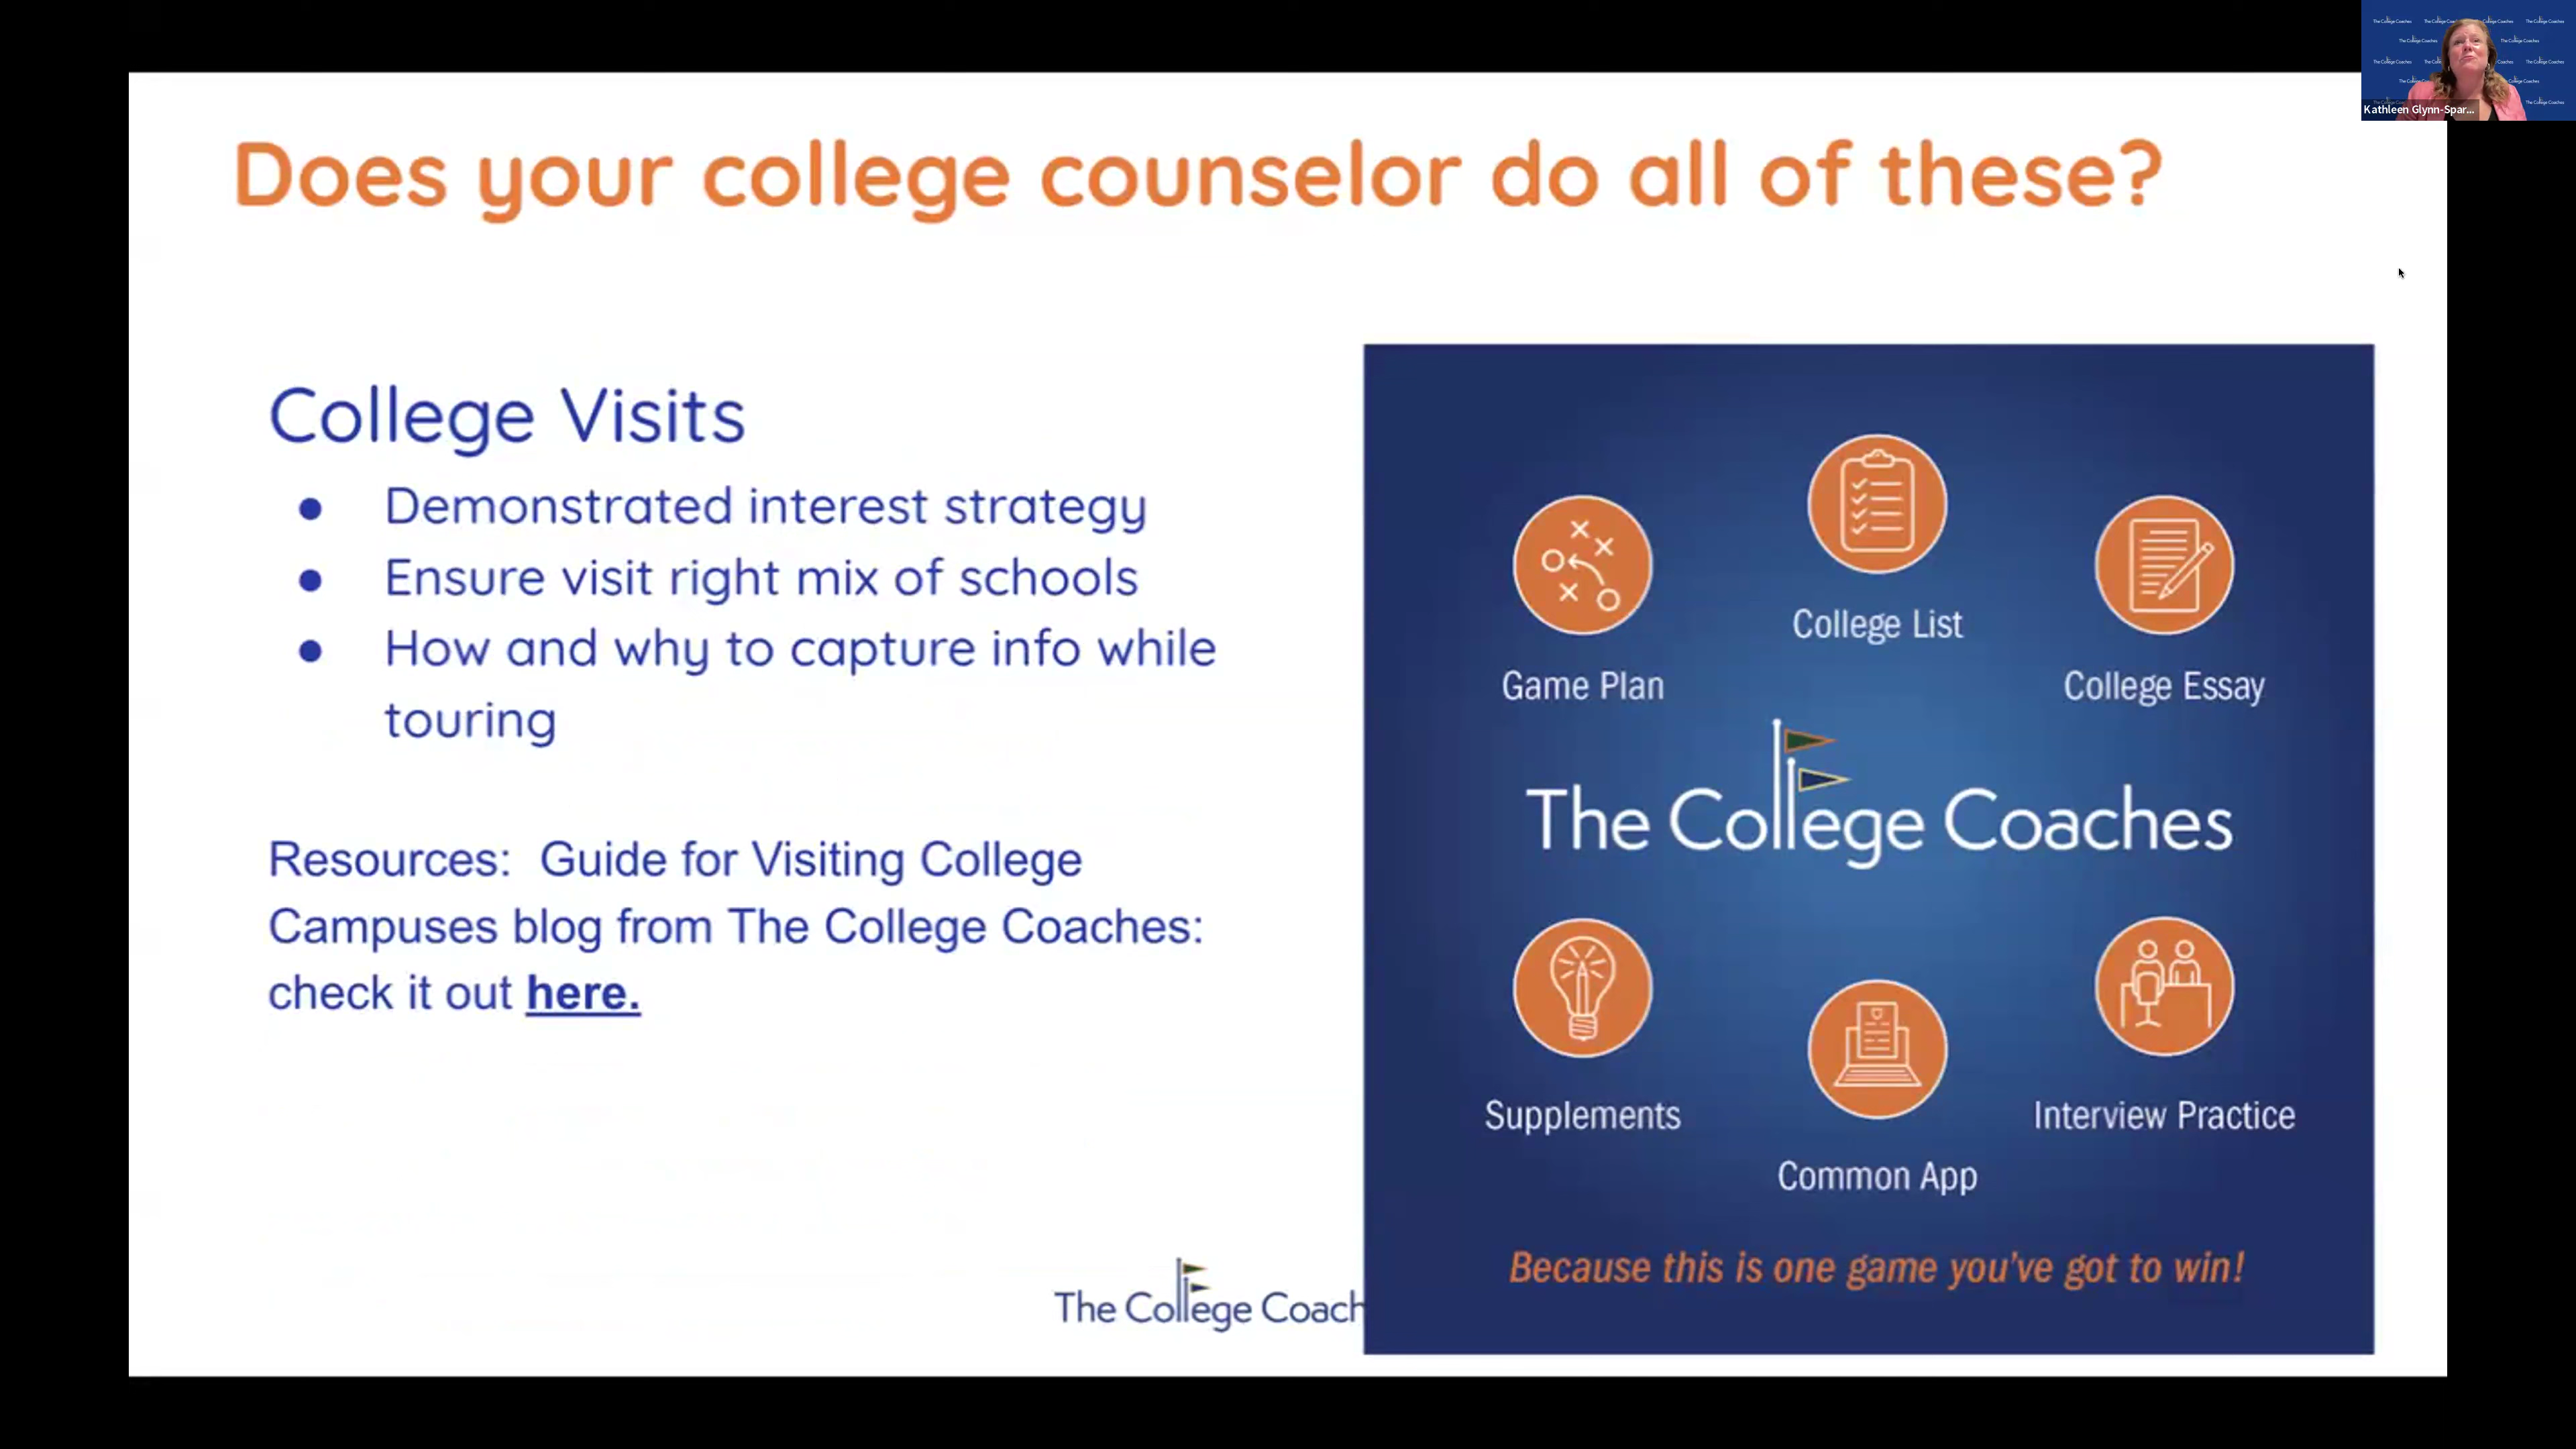 Does your college counselor do all of these?
College Visits
● Demonstrated interest strategy
● Ensure visit right mix of schools
● How and why to capture info while
touring
Resources: Guide for Visiting College
Campuses blog from The College Coaches:
check it out here.
The College Coach
College List
Game Plan
College Essay
The College Coaches
Supplements
Interview Practice
Common App
Because this is one game you've got to win!
The College Coaches
Kathleen Glynn-Spar...